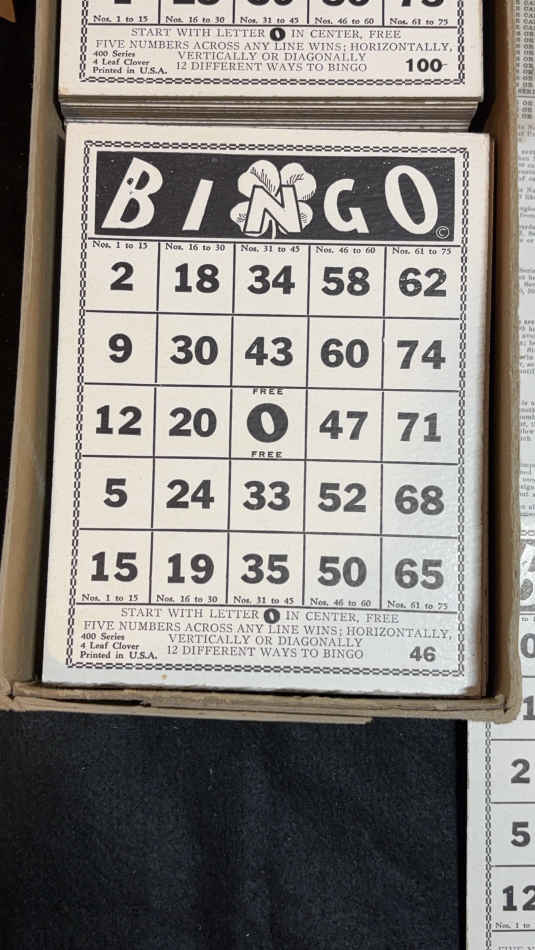 Nos. 1 to 15 Nos. 16 to 30 Nos. 31 to 45 Nos. 46 to 60 Nos. 61 to 75
START WITH LETTER O IN CENTER, FREE
FIVE NUMBERS ACROSS ANY LINE WINS; HORIZONTALLY,
VERTICALLY OR DIAGONALLY
12 DIFFERENT WAYS TO BINGO
400 Series
4 Leaf Clover
Printed in U.S.A.
100
BINGO
©
Nos. 1 to 15 Nos. 16 to 30 Nos. 31 to 45 Nos. 46 to 60 Nos. 61 to 75
2 18 34 58 62
9 30 43 60 74
FREE
12 20 O 47 71
FREE
5 24 33 52 68
15 19 35 50 65
Nos. 1 to 15 Nos. 16 to 30 Nos. 31 to 45 Nos. 46 to 60 Nos. 61 to 75
START WITH LETTER O IN CENTER, FREE
FIVE NUMBERS ACROSS ANY LINE WINS; HORIZONTALLY,
VERTICALLY OR DIAGONALLY
12 DIFFERENT WAYS TO BINGO
400 Series
4 Leaf Clover
Printed in U.S.A.
46
2
5
12
Nos. 1 to